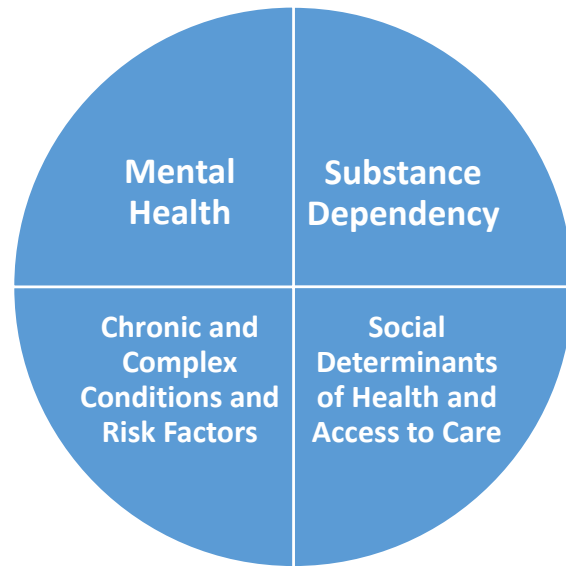 Mental
Health
Substance
Dependency
Chronic and
Complex
Conditions and
Risk Factors
Social
Determinants
of Health and
Access to Care